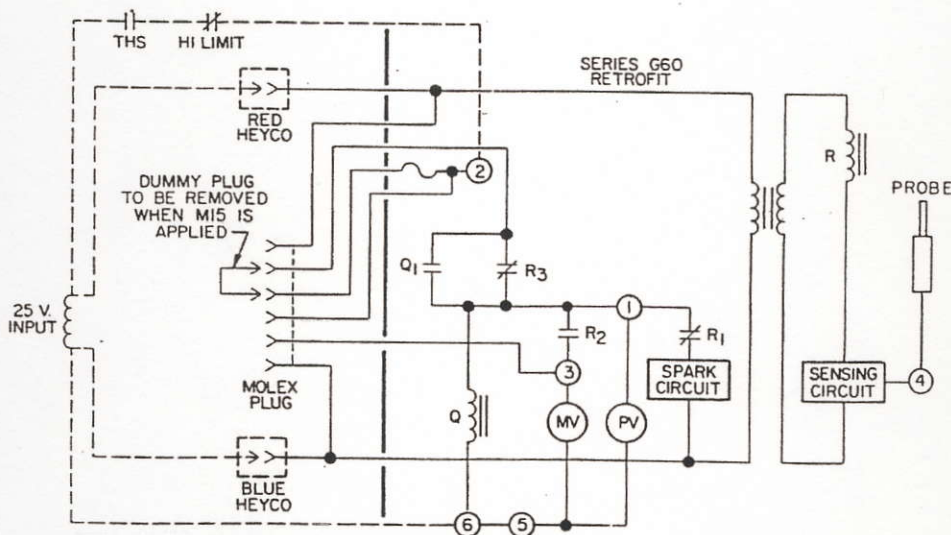 THS
HI LIMIT
SERIES G60
RETROFIT
RED
HEYCO
R
PROBE
2
DUMMY PLUG
TO BE REMOVED
WHEN M15 IS
APPLIED
Q1
R3
25 V.
INPUT
1
R2
R1
MOLEX
PLUG
3
SPARK
CIRCUIT
SENSING
CIRCUIT
4
Q
MV
PV
BLUE
HEYCO
6
5